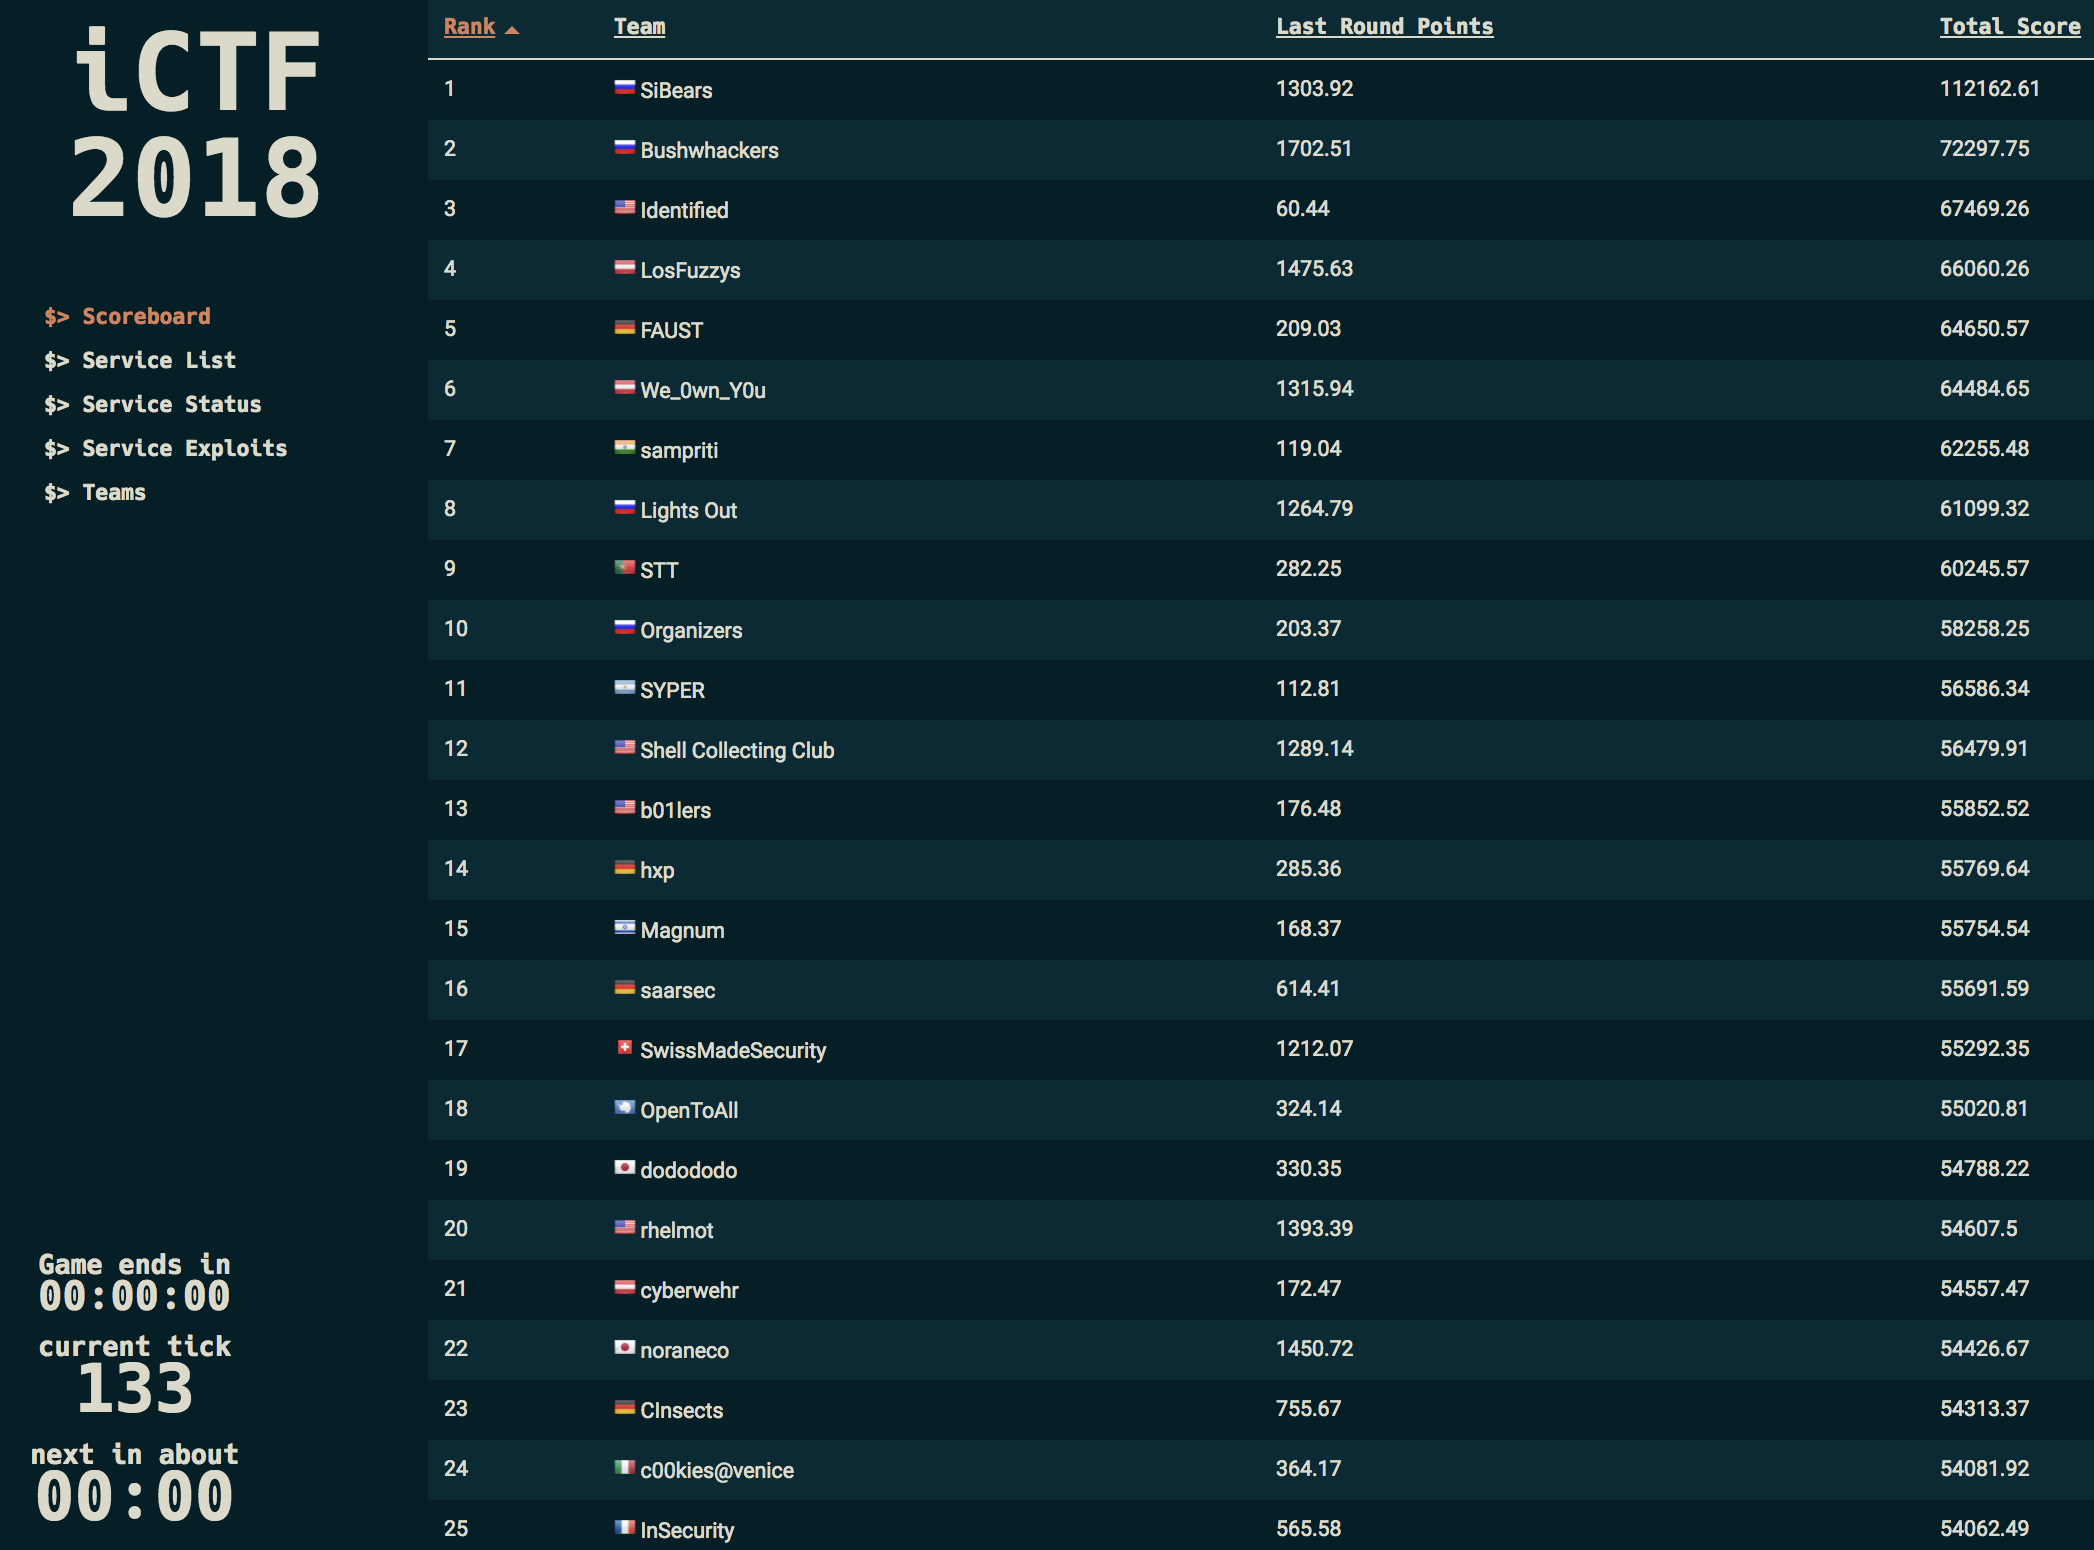 iCTF
2018
$> Scoreboard
$> Service List
$> Service Status
$> Service Exploits
$> Teams
Game ends in
00:00:00
current tick
133
next in about
00:00
Rank Team Last Round Points Total Score
1 SiBears 1303.92 112162.61
2 Bushwhackers 1702.51 72297.75
3 Identified 60.44 67469.26
4 LosFuzzys 1475.63 66060.26
5 FAUST 209.03 64650.57
6 We_0wn_Y0u 1315.94 64484.65
7 sampriti 119.04 62255.48
8 Lights Out 1264.79 61099.32
9 STT 282.25 60245.57
10 Organizers 203.37 58258.25
11 SYPER 112.81 56586.34
12 Shell Collecting Club 1289.14 56479.91
13 b01lers 176.48 55852.52
14 hxp 285.36 55769.64
15 Magnum 168.37 55754.54
16 saarsec 614.41 55691.59
17 SwissMadeSecurity 1212.07 55292.35
18 OpenToAll 324.14 55020.81
19 dodododo 330.35 54788.22
20 rhelmot 1393.39 54607.5
21 cyberwehr 172.47 54557.47
22 noraneco 1450.72 54426.67
23 CInsects 755.67 54313.37
24 c00kies@venice 364.17 54081.92
25 InSecurity 565.58 54062.49